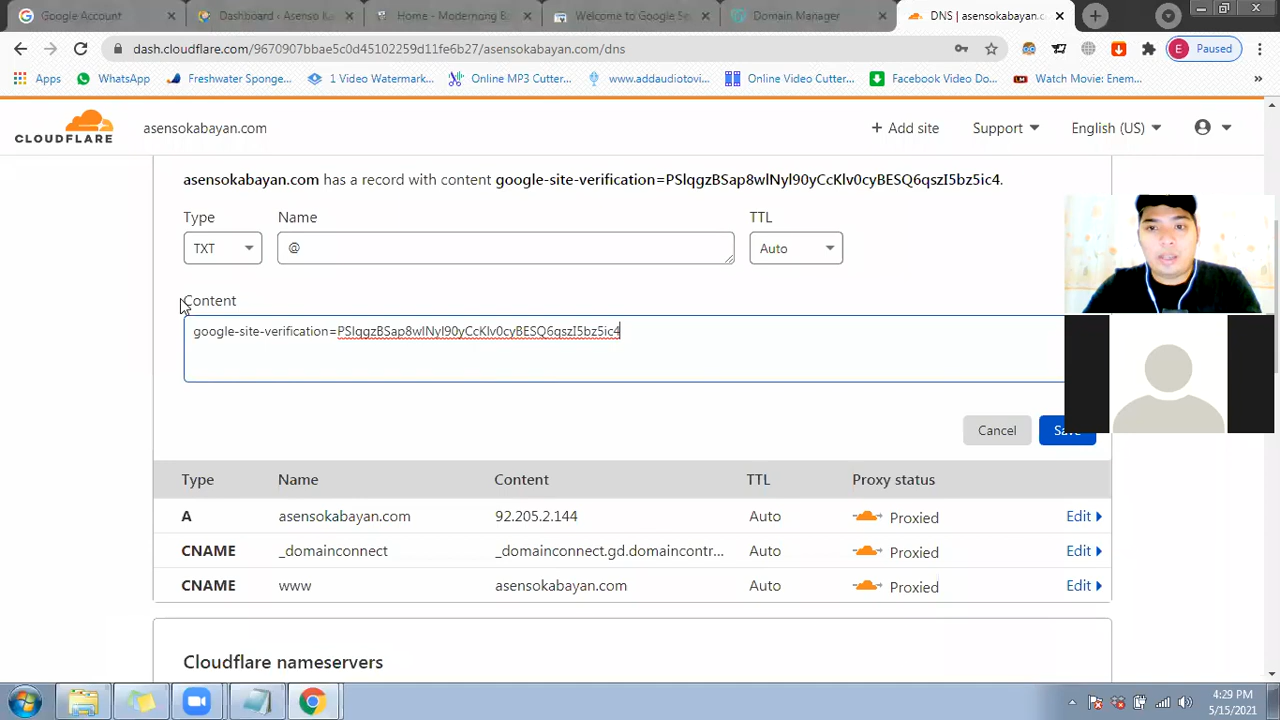 Google Account
Dashboard ‹ Asenso Ka
Home - Modernong B
Welcome to Google Se
Domain Manager
DNS | asensokabayan.c
dash.cloudflare.com/9670907bbae5c0d45102259d11fe6b27/asensokabayan.com/dns
E Paused
Apps
WhatsApp
Freshwater Sponge...
1 Video Watermark...
Online MP3 Cutter...
www.addaudiotovi...
Online Video Cutter...
Facebook Video Do...
Watch Movie: Enem...
»
CLOUDFLARE
asensokabayan.com
+ Add site
Support
English (US)
asensokabayan.com has a record with content google-site-verification=PSlqgzBSap8wlNyl90yCcKlv0cyBESQ6qszI5bz5ic4.
Type
Name
TTL
TXT
@
Auto
Content
google-site-verification=PSlqgzBSap8wlNyl90yCcKlv0cyBESQ6qszI5bz5ic4
Cancel
Save
Type Name Content TTL Proxy status
A asensokabayan.com 92.205.2.144 Auto Proxied Edit
CNAME _domainconnect _domainconnect.gd.domaincontr... Auto Proxied Edit
CNAME www asensokabayan.com Auto Proxied Edit
Cloudflare nameservers
4:29 PM
5/15/2021